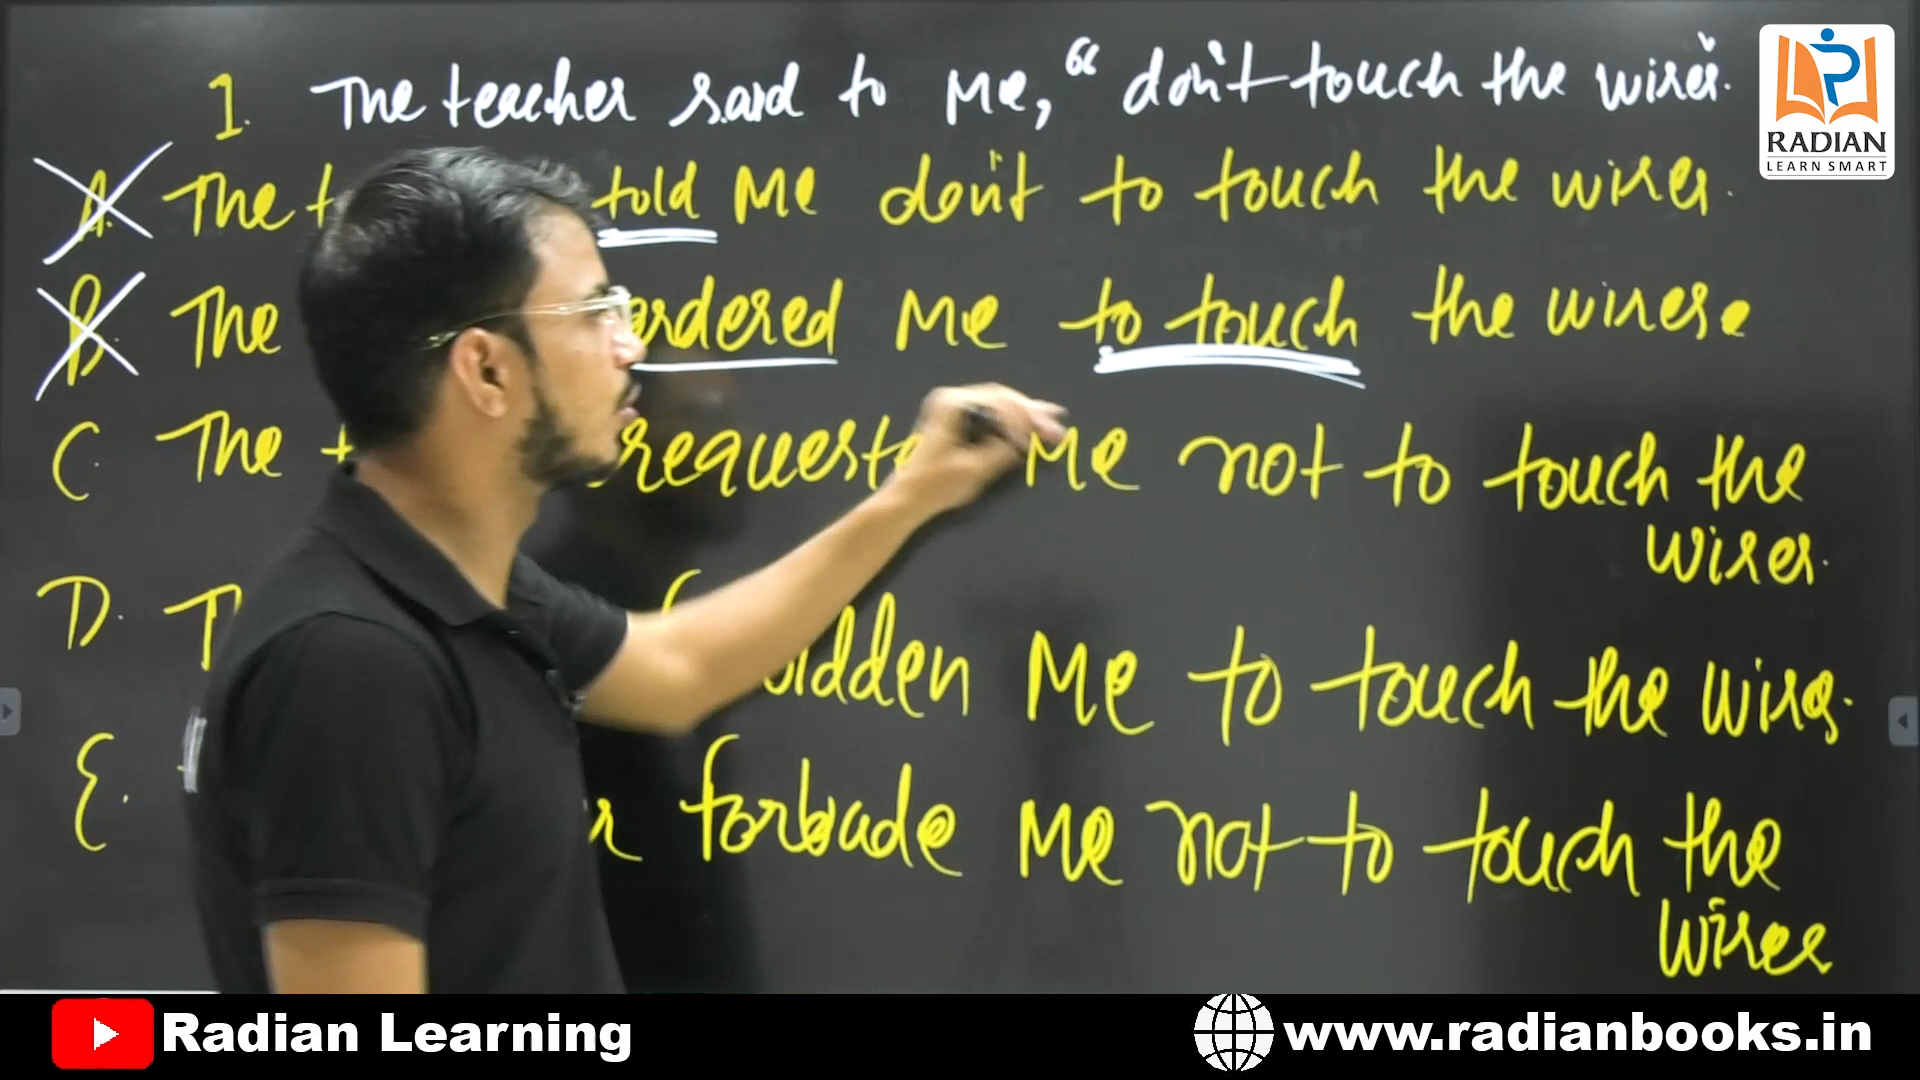 1. The teacher said to Me, “don't touch the wires.
RADIAN
LEARN SMART
A. The told Me don't to touch the wires.
B. The ordered Me to touch the wires.
C. The requeste Me not to touch the
wires.
D. bidden Me to touch the wires.
E. forbade Me not to touch the
wires
Radian Learning
www.radianbooks.in